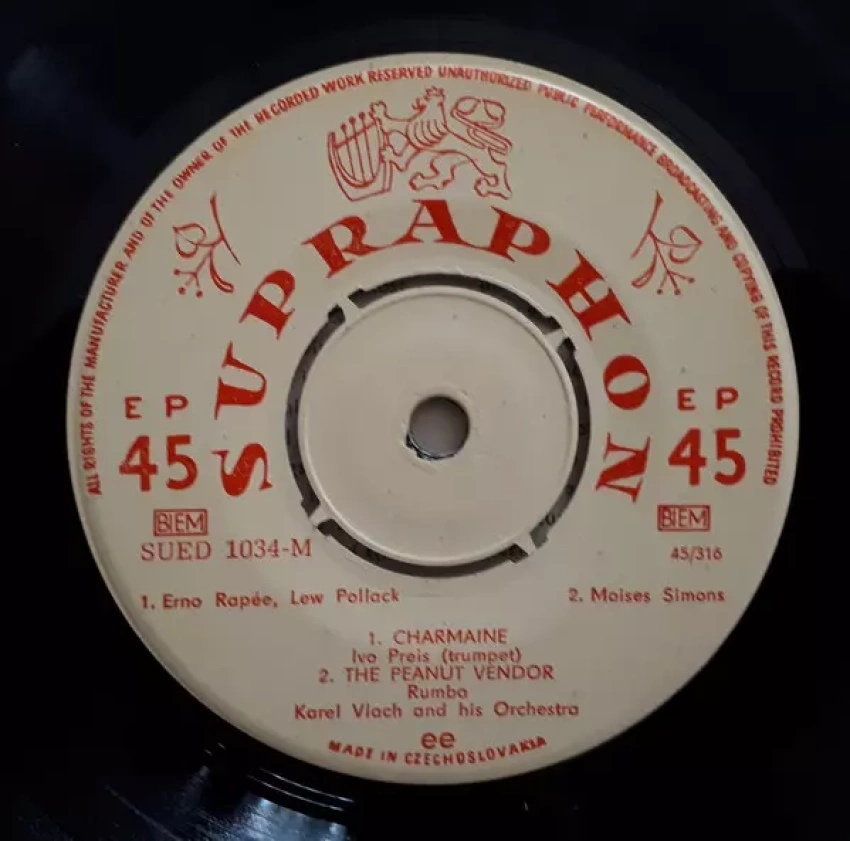 ALL RIGHTS OF THE MANUFACTURER AND OF THE OWNER OF THE RECORDED WORK RESERVED UNAUTHORIZED PUBLIC PERFORMANCE BROADCASTING AND COPYING OF THIS RECORD PROHIBITED
SUPRAPHON
EP
45
BIEM
SUED 1034-M
EP
45
BIEM
45/316
1. Erno Rapée, Lew Pollack
2. Moises Simons
1. CHARMAINE
Ivo Preis (trumpet)
2. THE PEANUT VENDOR
Rumba
Karel Vlach and his Orchestra
ee
MADE IN CZECHOSLOVAKIA